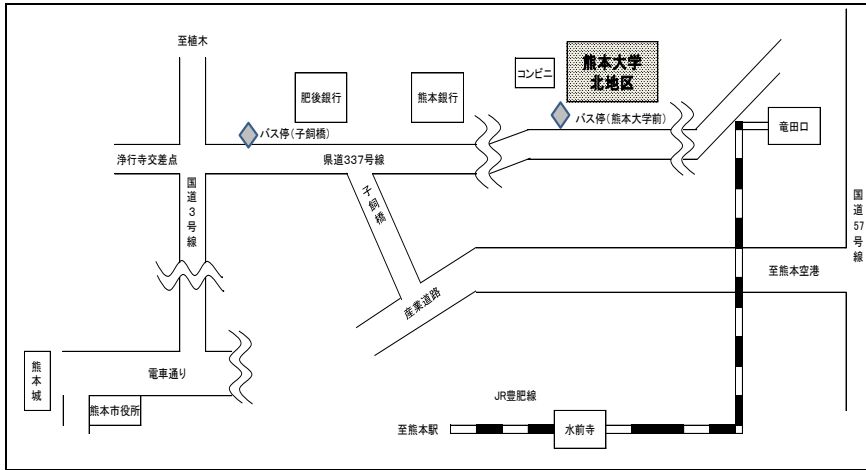 至植木
コンビニ
熊本大学
北地区
肥後銀行
熊本銀行
バス停(熊本大学前)
竜田口
バス停(子飼橋)
浄行寺交差点
県道337号線
国道3号線
子飼橋
国道57号線
至熊本空港
産業道路
熊本城
電車通り
熊本市役所
JR豊肥線
至熊本駅
水前寺